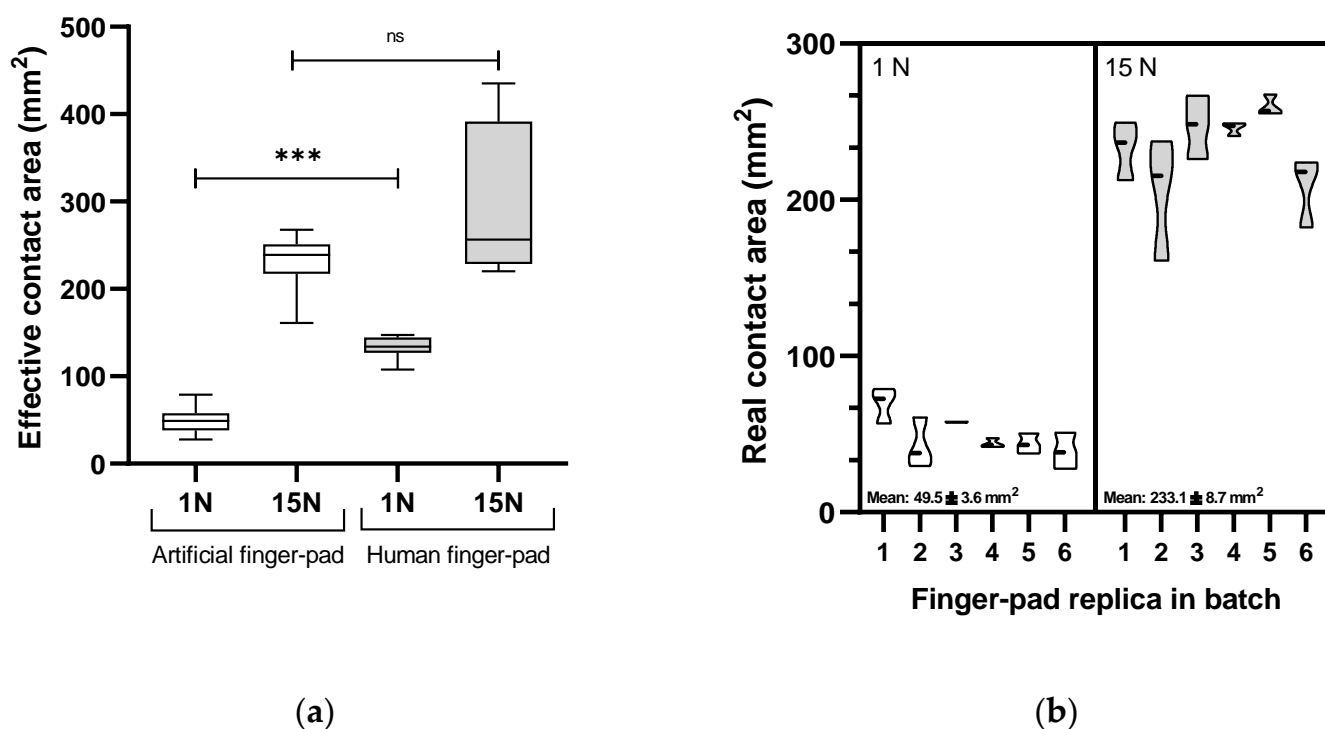 Effective contact area (mm²)
500
400
300
200
100
0
ns
***
1N 15N 1N 15N
Artificial finger-pad Human finger-pad
(a)
Real contact area (mm²)
300
200
100
0
1 N
15 N
Mean: 49.5 ± 3.6 mm²
Mean: 233.1 ± 8.7 mm²
1 2 3 4 5 6 1 2 3 4 5 6
Finger-pad replica in batch
(b)